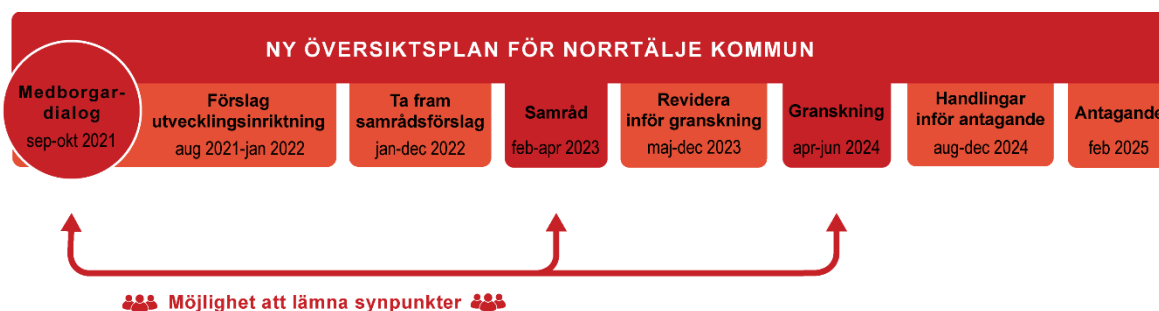 NY ÖVERSIKTSPLAN FÖR NORRTÄLJE KOMMUN
Medborgar-
dialog
sep-okt 2021
Förslag
utvecklingsinriktning
aug 2021-jan 2022
Ta fram
samrådsförslag
jan-dec 2022
Samråd
feb-apr 2023
Revidera
inför granskning
maj-dec 2023
Granskning
apr-jun 2024
Handlingar
inför antagande
aug-dec 2024
Antagande
feb 2025
Möjlighet att lämna synpunkter